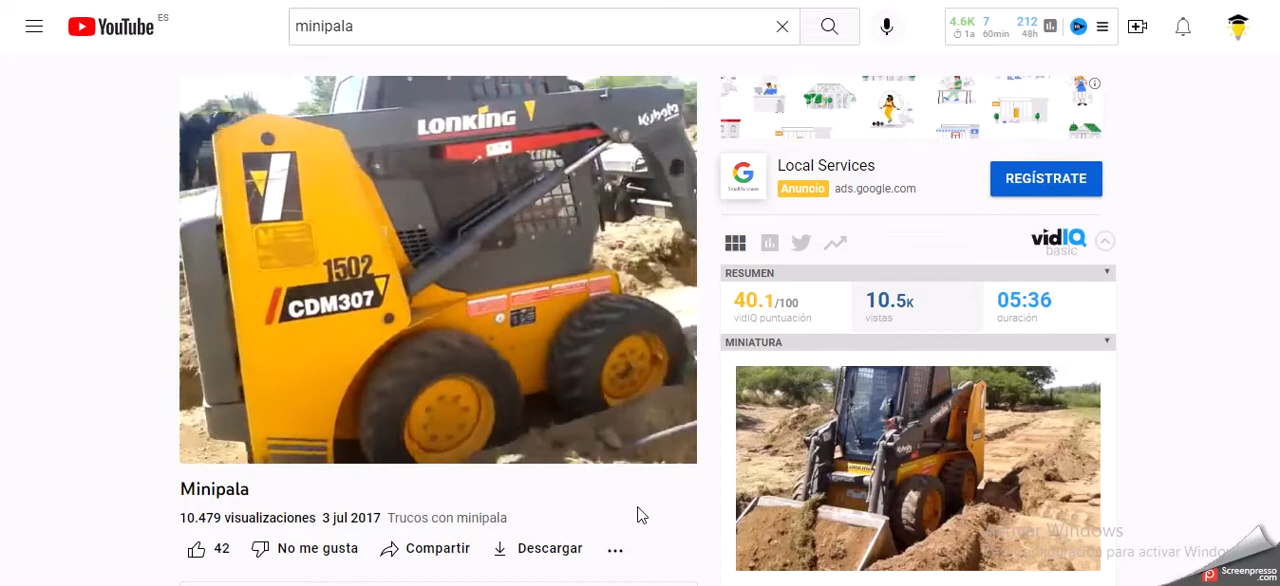 YouTube ES
minipala
4.6K 7 212
1a 60min 48h
LONKING
Kubota
1502
CDM307
Local Services
Anuncio ads.google.com
REGÍSTRATE
vidIQ
basic
RESUMEN
40.1/100 10.5K 05:36
vidIQ puntuación vistas duración
MINIATURA
Kubota
Minipala
10.479 visualizaciones 3 jul 2017 Trucos con minipala
42 No me gusta Compartir Descargar
Activar Windows
configuración para activar Windows
Screenpresso
.com